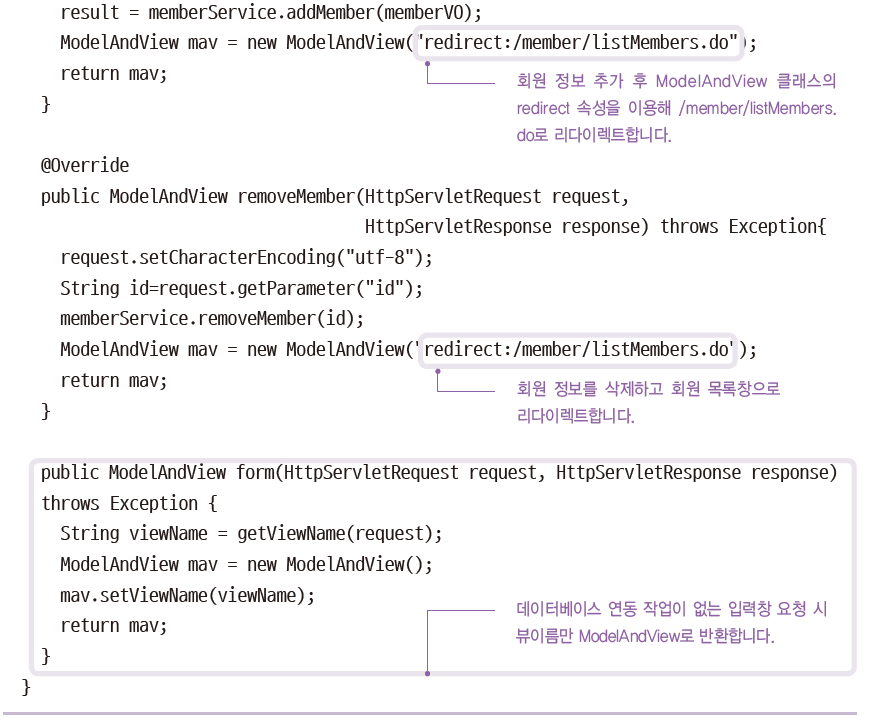 result = memberService.addMember(memberVO);
ModelAndView mav = new ModelAndView("redirect:/member/listMembers.do");
return mav;
회원 정보 추가 후 ModelAndView 클래스의
redirect 속성을 이용해 /member/listMembers.
do로 리다이렉트합니다.
}
@Override
public ModelAndView removeMember(HttpServletRequest request,
HttpServletResponse response) throws Exception{
request.setCharacterEncoding("utf-8");
String id=request.getParameter("id");
memberService.removeMember(id);
ModelAndView mav = new ModelAndView('redirect:/member/listMembers.do');
return mav;
회원 정보를 삭제하고 회원 목록창으로
리다이렉트합니다.
}
public ModelAndView form(HttpServletRequest request, HttpServletResponse response)
throws Exception {
String viewName = getViewName(request);
ModelAndView mav = new ModelAndView();
mav.setViewName(viewName);
return mav;
데이터베이스 연동 작업이 없는 입력창 요청 시
뷰이름만 ModelAndView로 반환합니다.
}
}